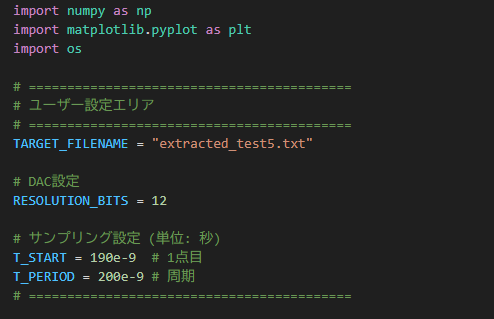 import numpy as np
import matplotlib.pyplot as plt
import os
# ==========================================
# ユーザー設定エリア
# ==========================================
TARGET_FILENAME = "extracted_test5.txt"
# DAC設定
RESOLUTION_BITS = 12
# サンプリング設定 (単位: 秒)
T_START = 190e-9  # 1点目
T_PERIOD = 200e-9 # 周期
# ==========================================